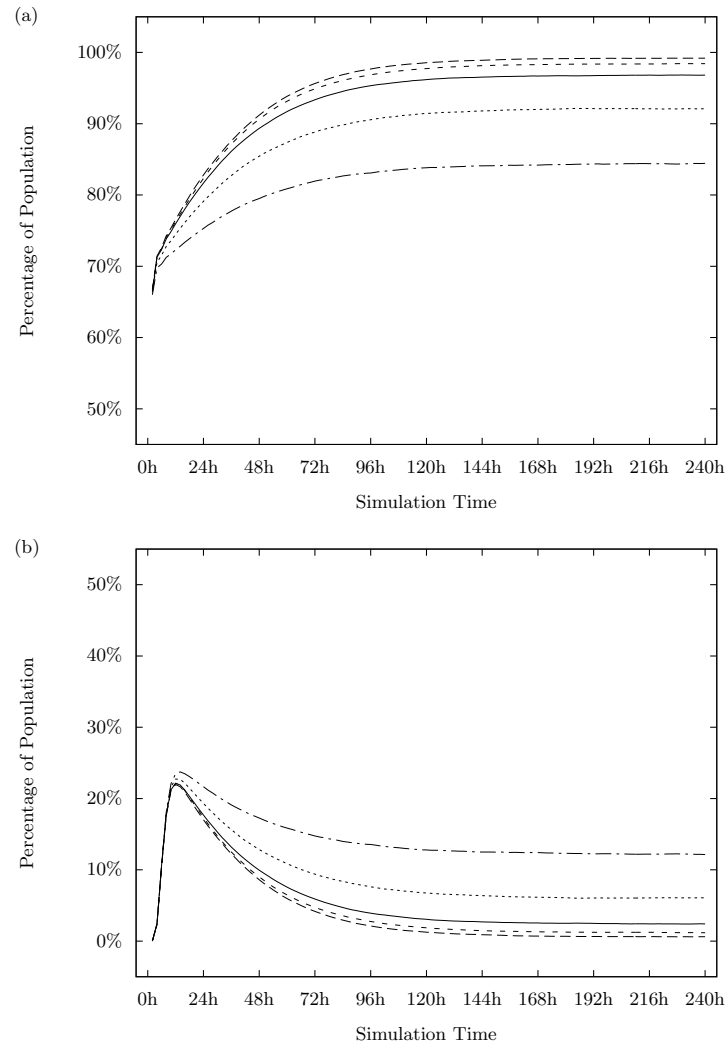 (a)
100%
90%
80%
70%
60%
50%
Percentage of Population
0h 24h 48h 72h 96h 120h 144h 168h 192h 216h 240h
Simulation Time
(b)
50%
40%
30%
20%
10%
0%
Percentage of Population
0h 24h 48h 72h 96h 120h 144h 168h 192h 216h 240h
Simulation Time